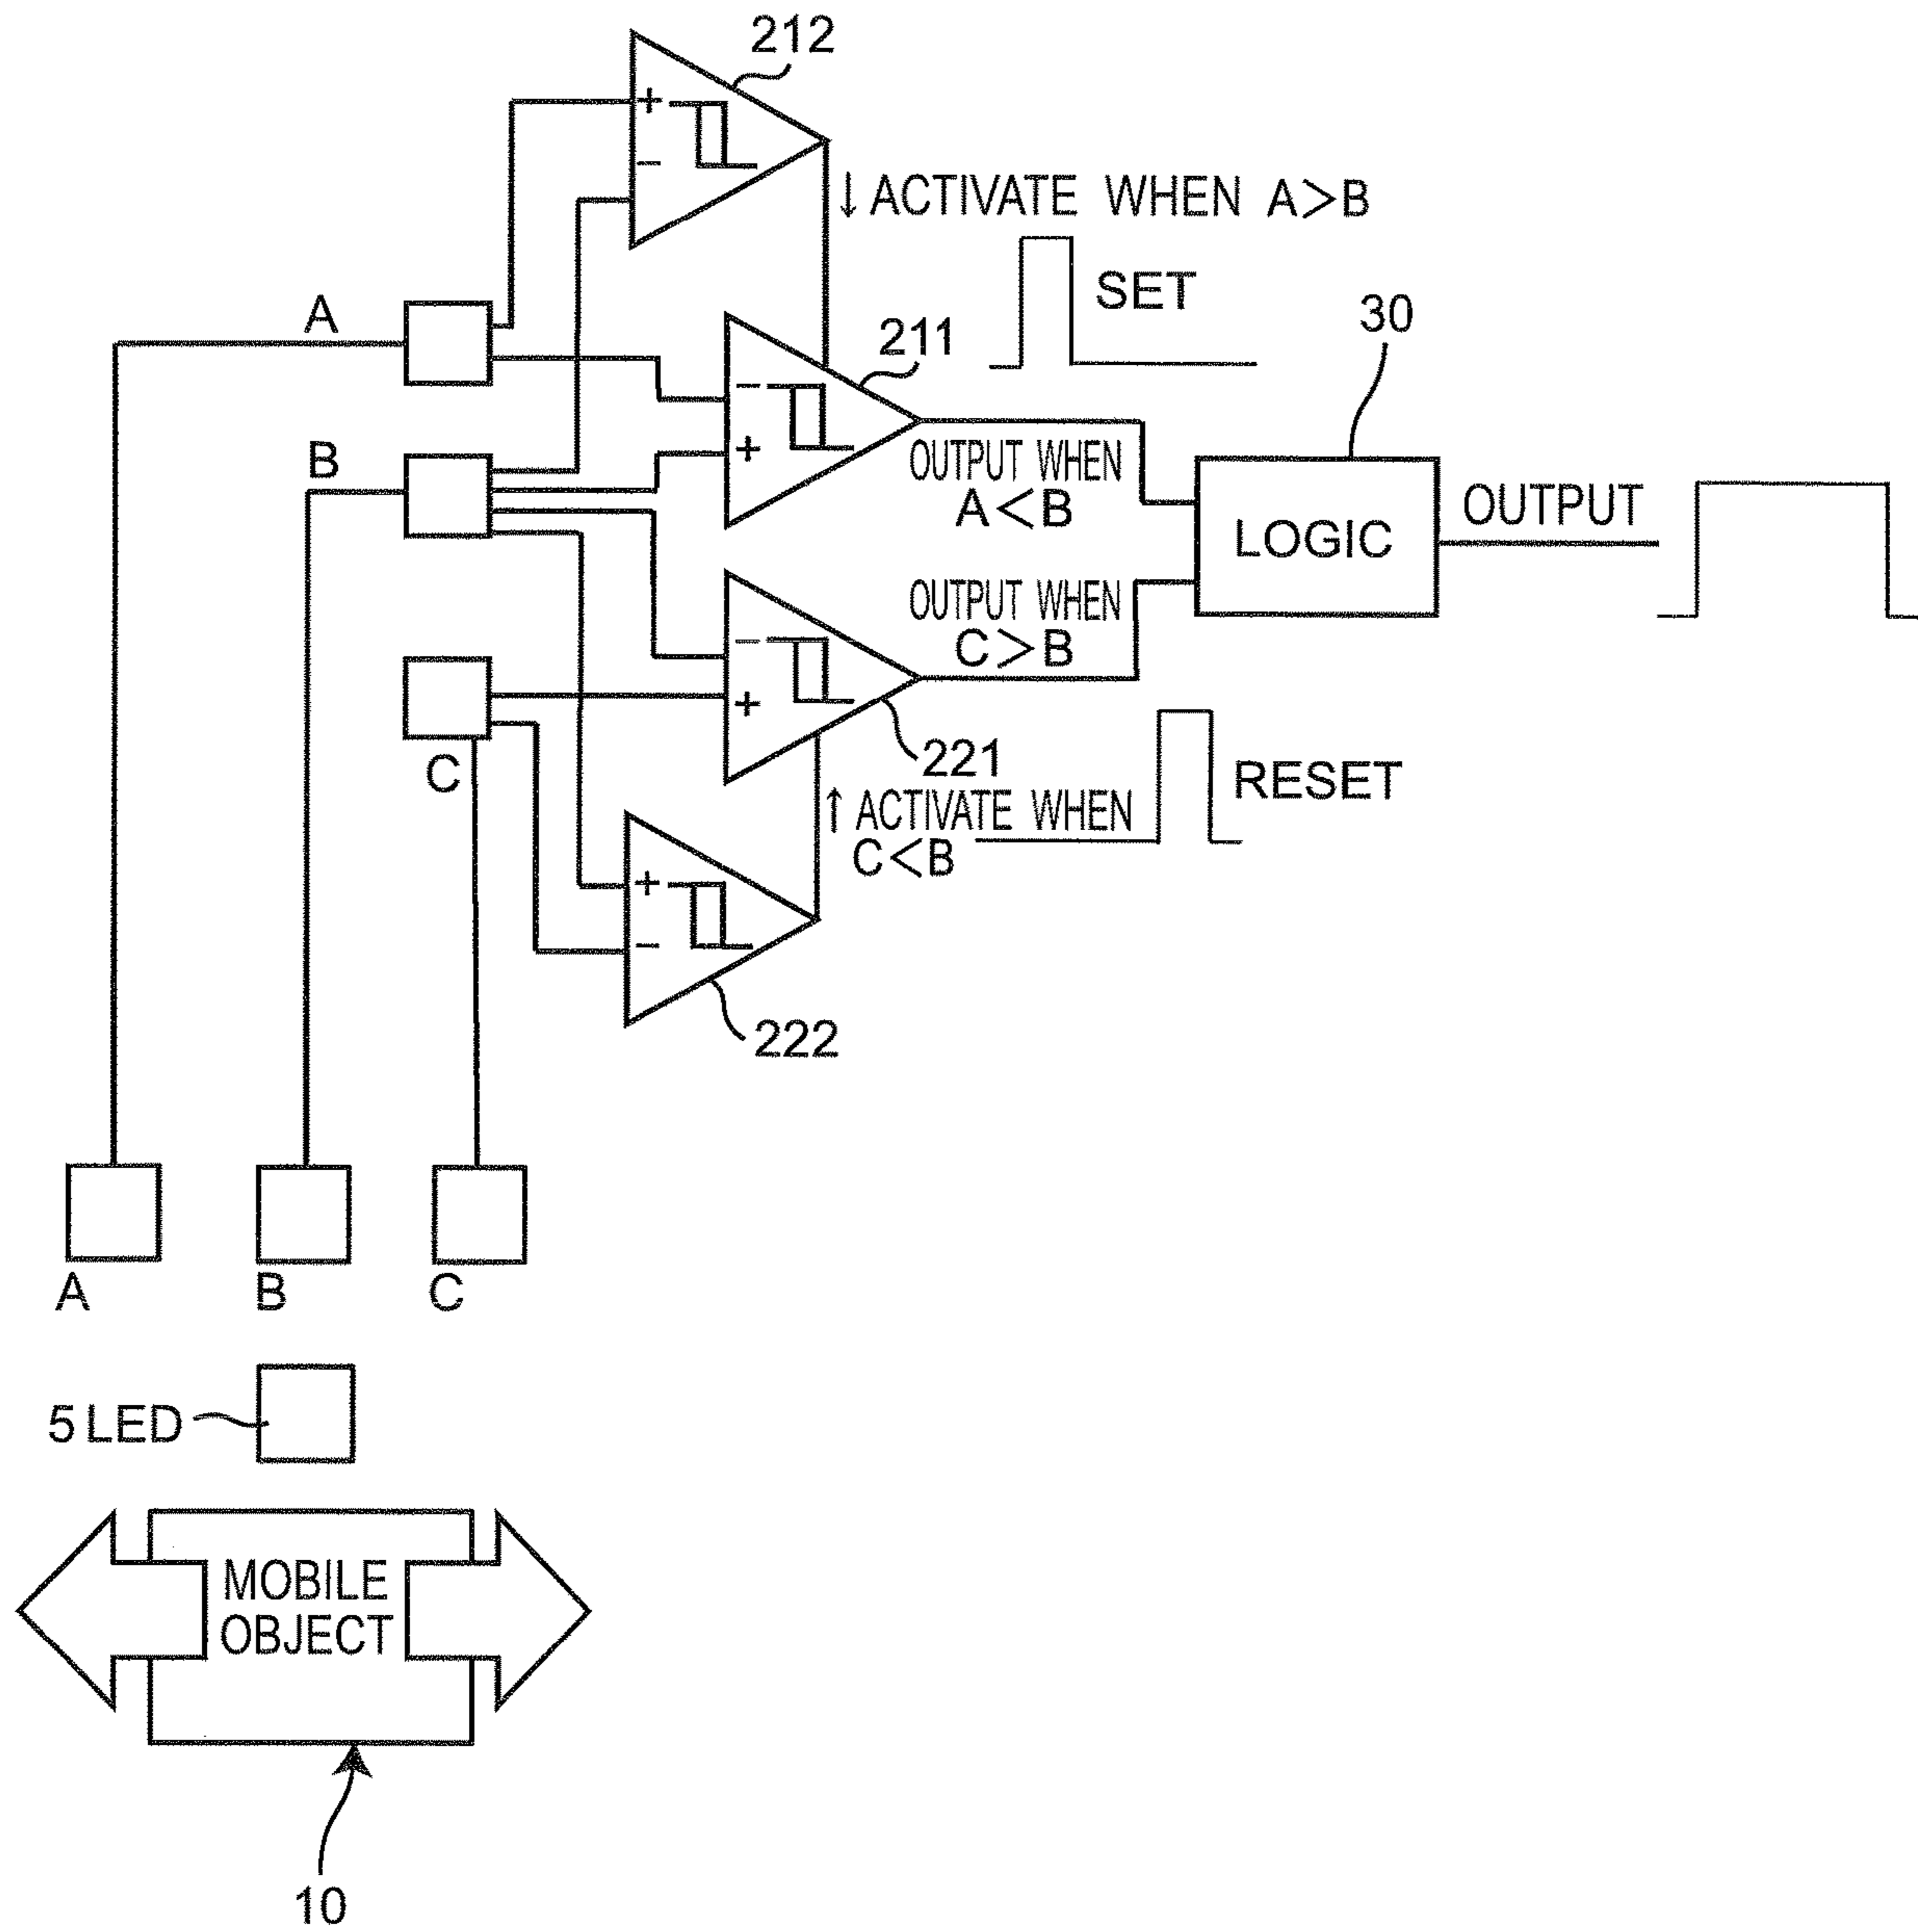 212
+
−
↓ ACTIVATE WHEN A>B
SET
A
211
30
−
+
B
OUTPUT WHEN
A<B
LOGIC
OUTPUT
OUTPUT WHEN
C>B
−
+
C
221
RESET
↑ ACTIVATE WHEN
C<B
+
−
222
A
B
C
5 LED
MOBILE
OBJECT
10